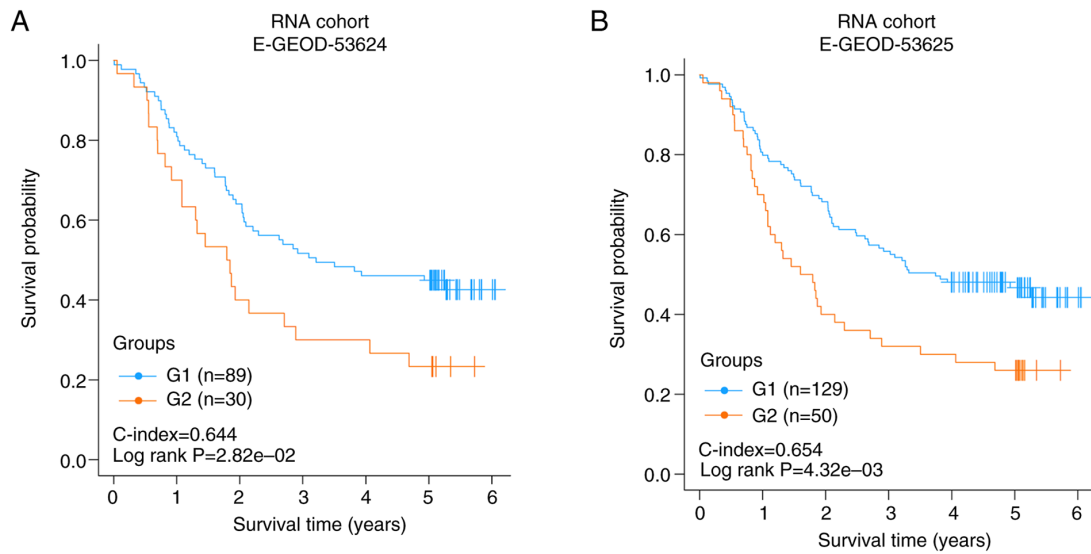 A
RNA cohort
E-GEOD-53624
Survival probability
1.0
0.8
0.6
0.4
0.2
0.0
Groups
G1 (n=89)
G2 (n=30)
C-index=0.644
Log rank P=2.82e–02
0 1 2 3 4 5 6
Survival time (years)
B
RNA cohort
E-GEOD-53625
Survival probability
1.0
0.8
0.6
0.4
0.2
0.0
Groups
G1 (n=129)
G2 (n=50)
C-index=0.654
Log rank P=4.32e–03
0 1 2 3 4 5 6
Survival time (years)